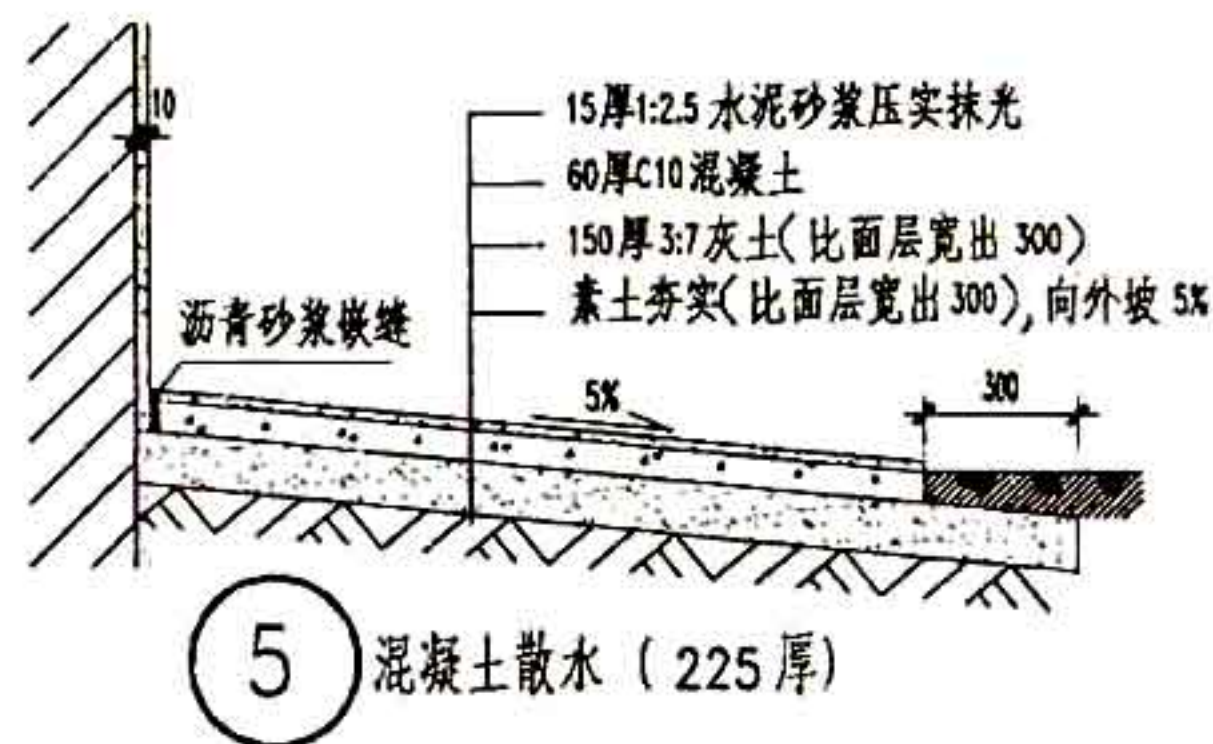 10
15厚1:2.5 水泥砂浆压实抹光
60厚C10混凝土
150厚3:7灰土(比面层宽出 300)
素土夯实(比面层宽出300),向外坡 5%
沥青砂浆嵌缝
5%
300
5 混凝土散水 (225厚)